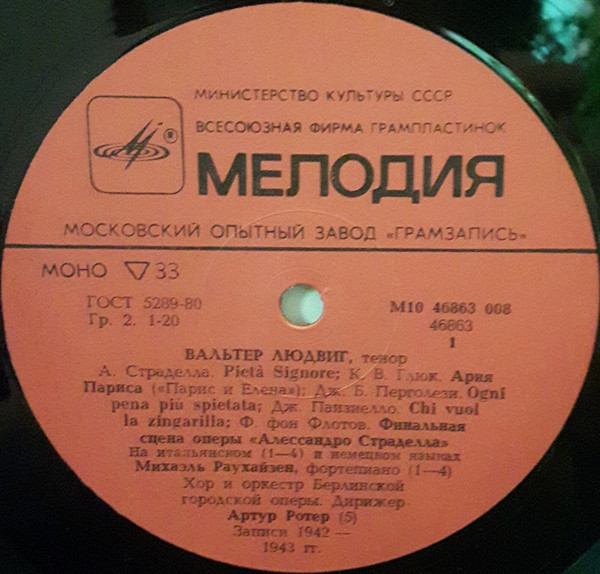 МИНИСТЕРСТВО КУЛЬТУРЫ СССР
ВСЕСОЮЗНАЯ ФИРМА ГРАМПЛАСТИНОК
®
МЕЛОДИЯ
МОСКОВСКИЙ ОПЫТНЫЙ ЗАВОД «ГРАМЗАПИСЬ»
МОНО ▽ 33
ГОСТ 5289-80
Гр. 2. 1-20
М10 46863 008
46863
1
ВАЛЬТЕР ЛЮДВИГ, тенор
А. Страделла. Pietà Signore; К. В. Глюк. Ария
Париса («Парис и Елена»); Дж. Б. Перголези. Ogni
pena più spietata; Дж. Паизиелло. Chi vuol
la zingarilla; Ф. фон Флотов. Финальная
сцена оперы «Алессандро Страделла»
На итальянском (1—4) и немецком языках
Михаэль Раухайзен, фортепиано (1—4)
Хор и оркестр Берлинской
городской оперы. Дирижер
Артур Ротер (5)
Записи 1942—
1943 гг.